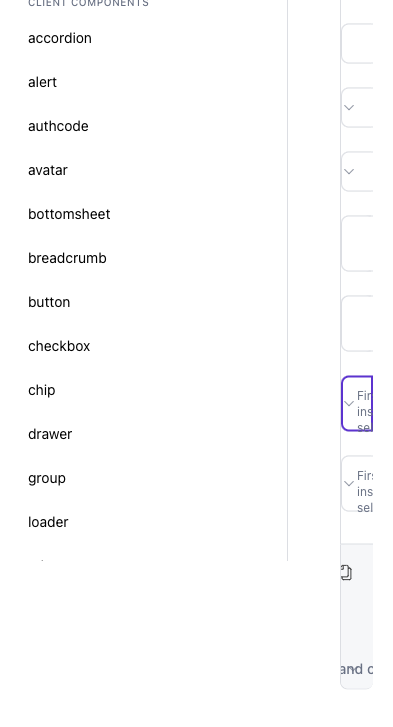 CLIENT COMPONENTS
accordion
alert
authcode
avatar
bottomsheet
breadcrumb
button
checkbox
chip
drawer
group
loader
Fir
ins
sel
Firs
ins
sel
and c